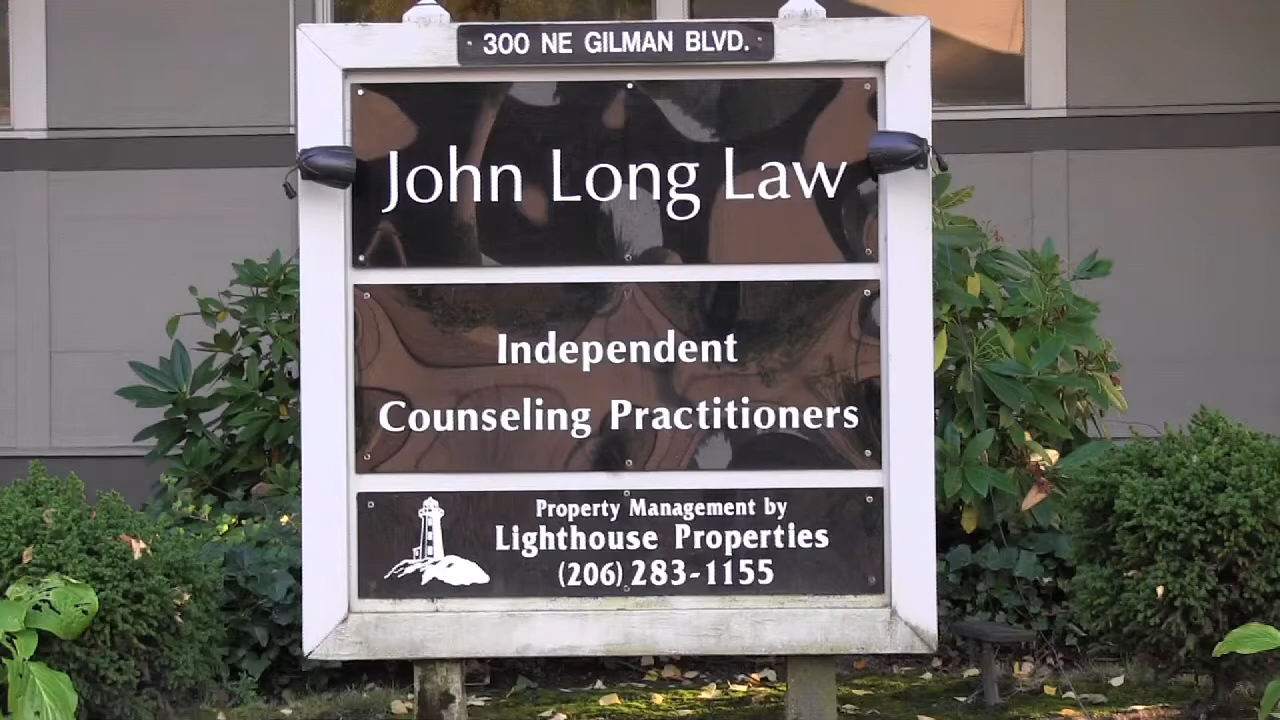 300 NE GILMAN BLVD.
John Long Law
Independent
Counseling Practitioners
Property Management by
Lighthouse Properties
(206) 283-1155